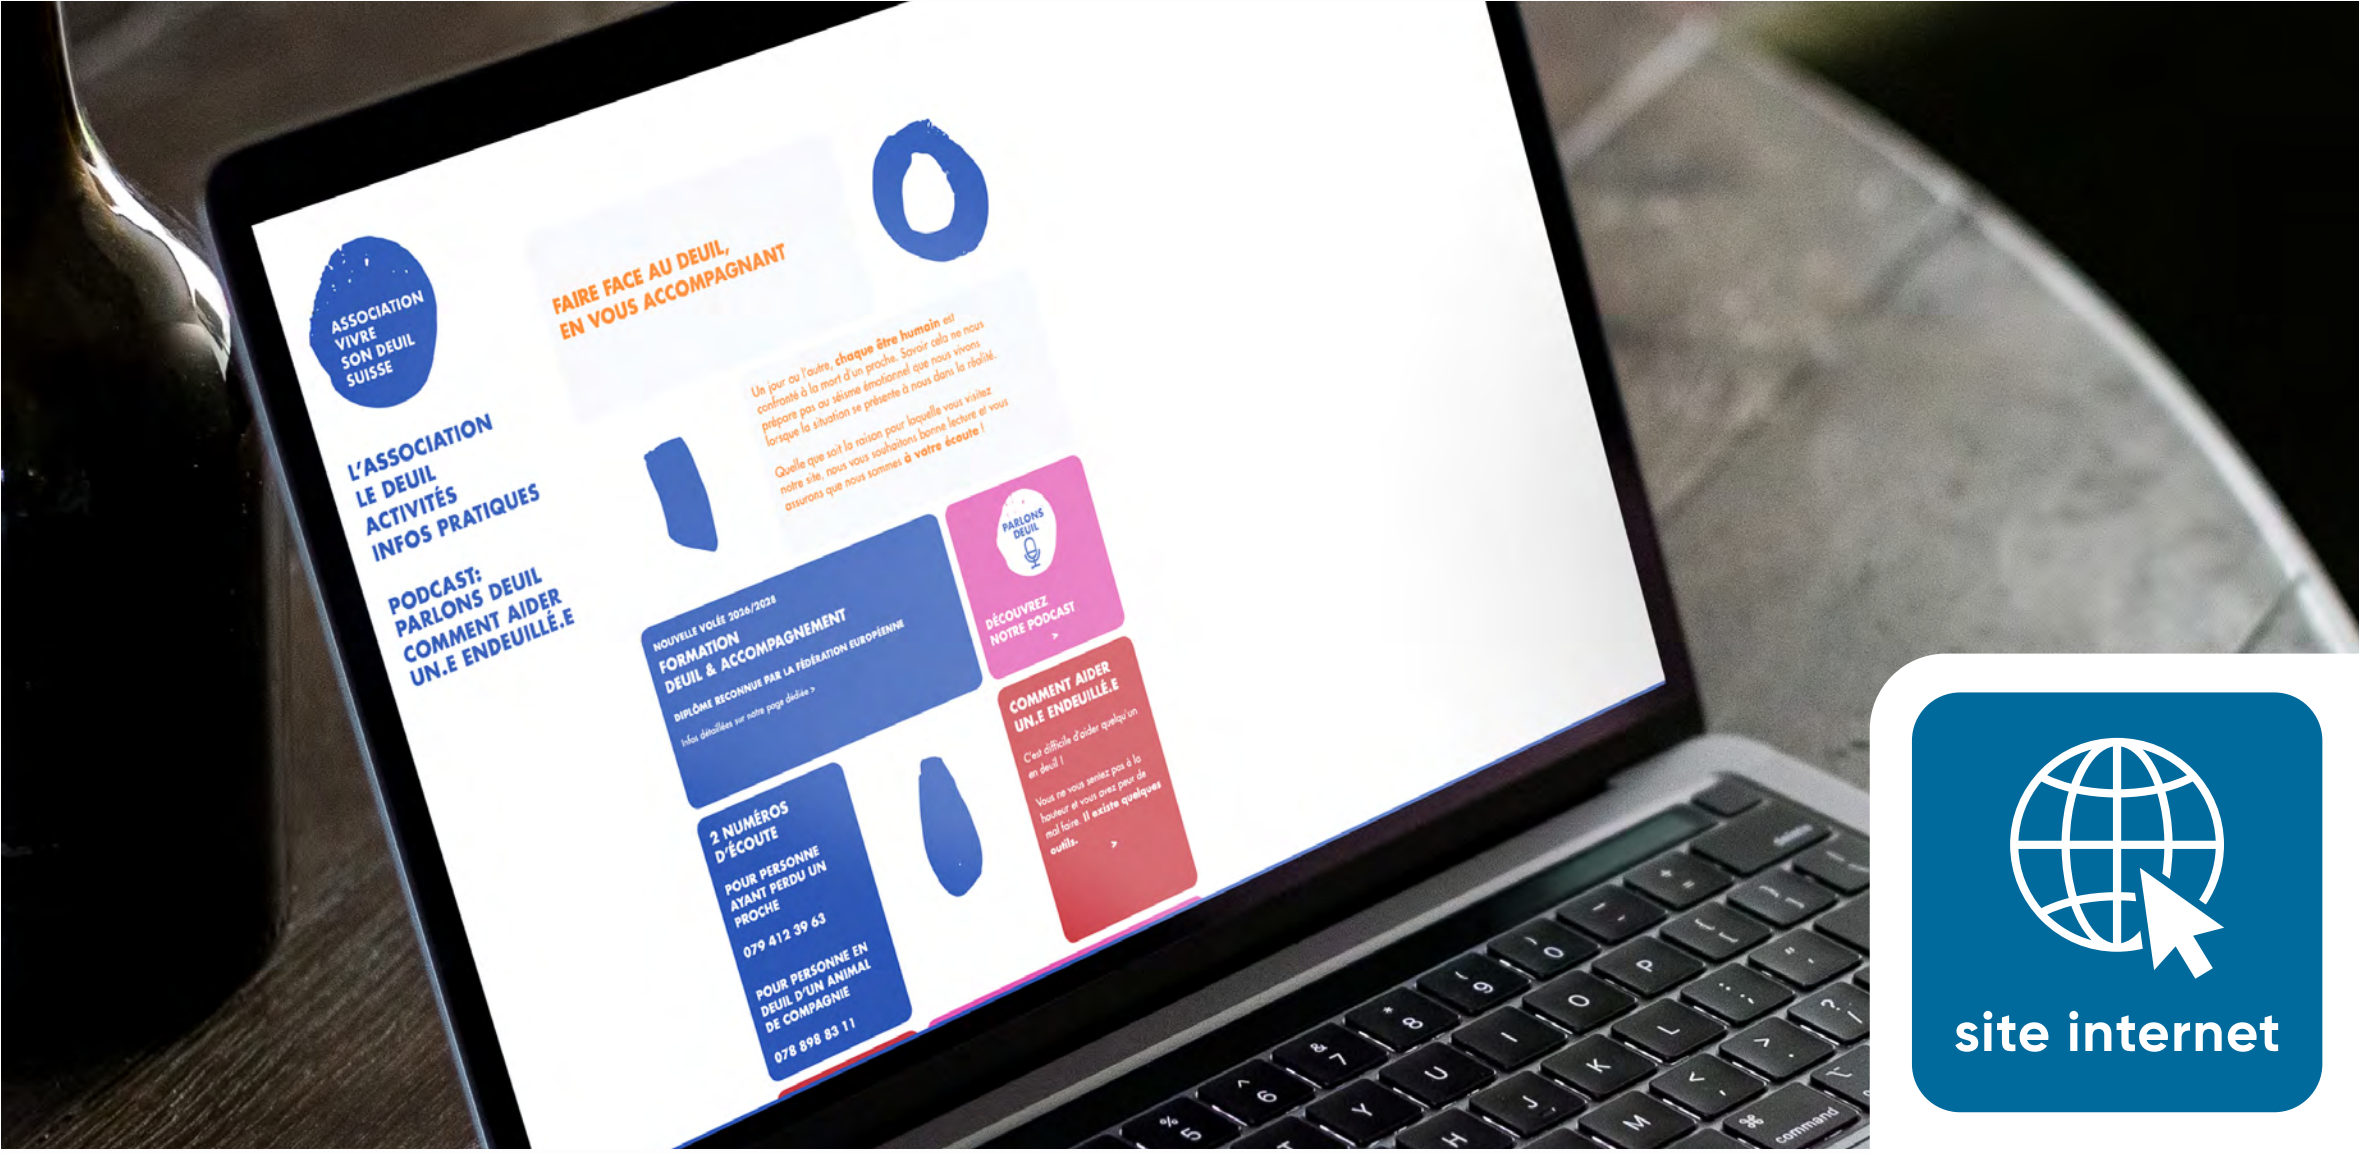 ASSOCIATION
VIVRE
SON DEUIL
SUISSE
L'ASSOCIATION
LE DEUIL
ACTIVITÉS
INFOS PRATIQUES
PODCAST:
PARLONS DEUIL
COMMENT AIDER
UN.E ENDEUILLÉ.E
FAIRE FACE AU DEUIL,
EN VOUS ACCOMPAGNANT
Un jour ou l'autre, chaque être humain est
confronté à la mort d'un proche. Savoir cela ne nous
prépare pas au séisme émotionnel que nous vivons
lorsque la situation se présente à nous dans la réalité.
Quelle que soit la raison pour laquelle vous visitez
notre site, nous vous souhaitons bonne lecture et vous
assurons que nous sommes à votre écoute !
NOUVELLE VOLÉE 2026/2028
FORMATION
DEUIL & ACCOMPAGNEMENT
DIPLÔME RECONNUE PAR LA FÉDÉRATION EUROPÉENNE
Infos détaillées sur notre page dédiée >
PARLONS
DEUIL
DÉCOUVREZ
NOTRE PODCAST
>
COMMENT AIDER
UN.E ENDEUILLÉ.E
C'est difficile d'aider quelqu'un
en deuil !
Vous ne vous sentez pas à la
hauteur et vous avez peur de
mal faire. Il existe quelques
outils.
>
2 NUMÉROS
D'ÉCOUTE
POUR PERSONNE
AYANT PERDU UN
PROCHE
079 412 39 63
POUR PERSONNE EN
DEUIL D'UN ANIMAL
DE COMPAGNIE
078 898 83 11
% 5 ^ 6 & 7 * 8 ( 9 ) 0
T Y U I O P
H J K L
M < , > . ? /
⌘ command
site internet